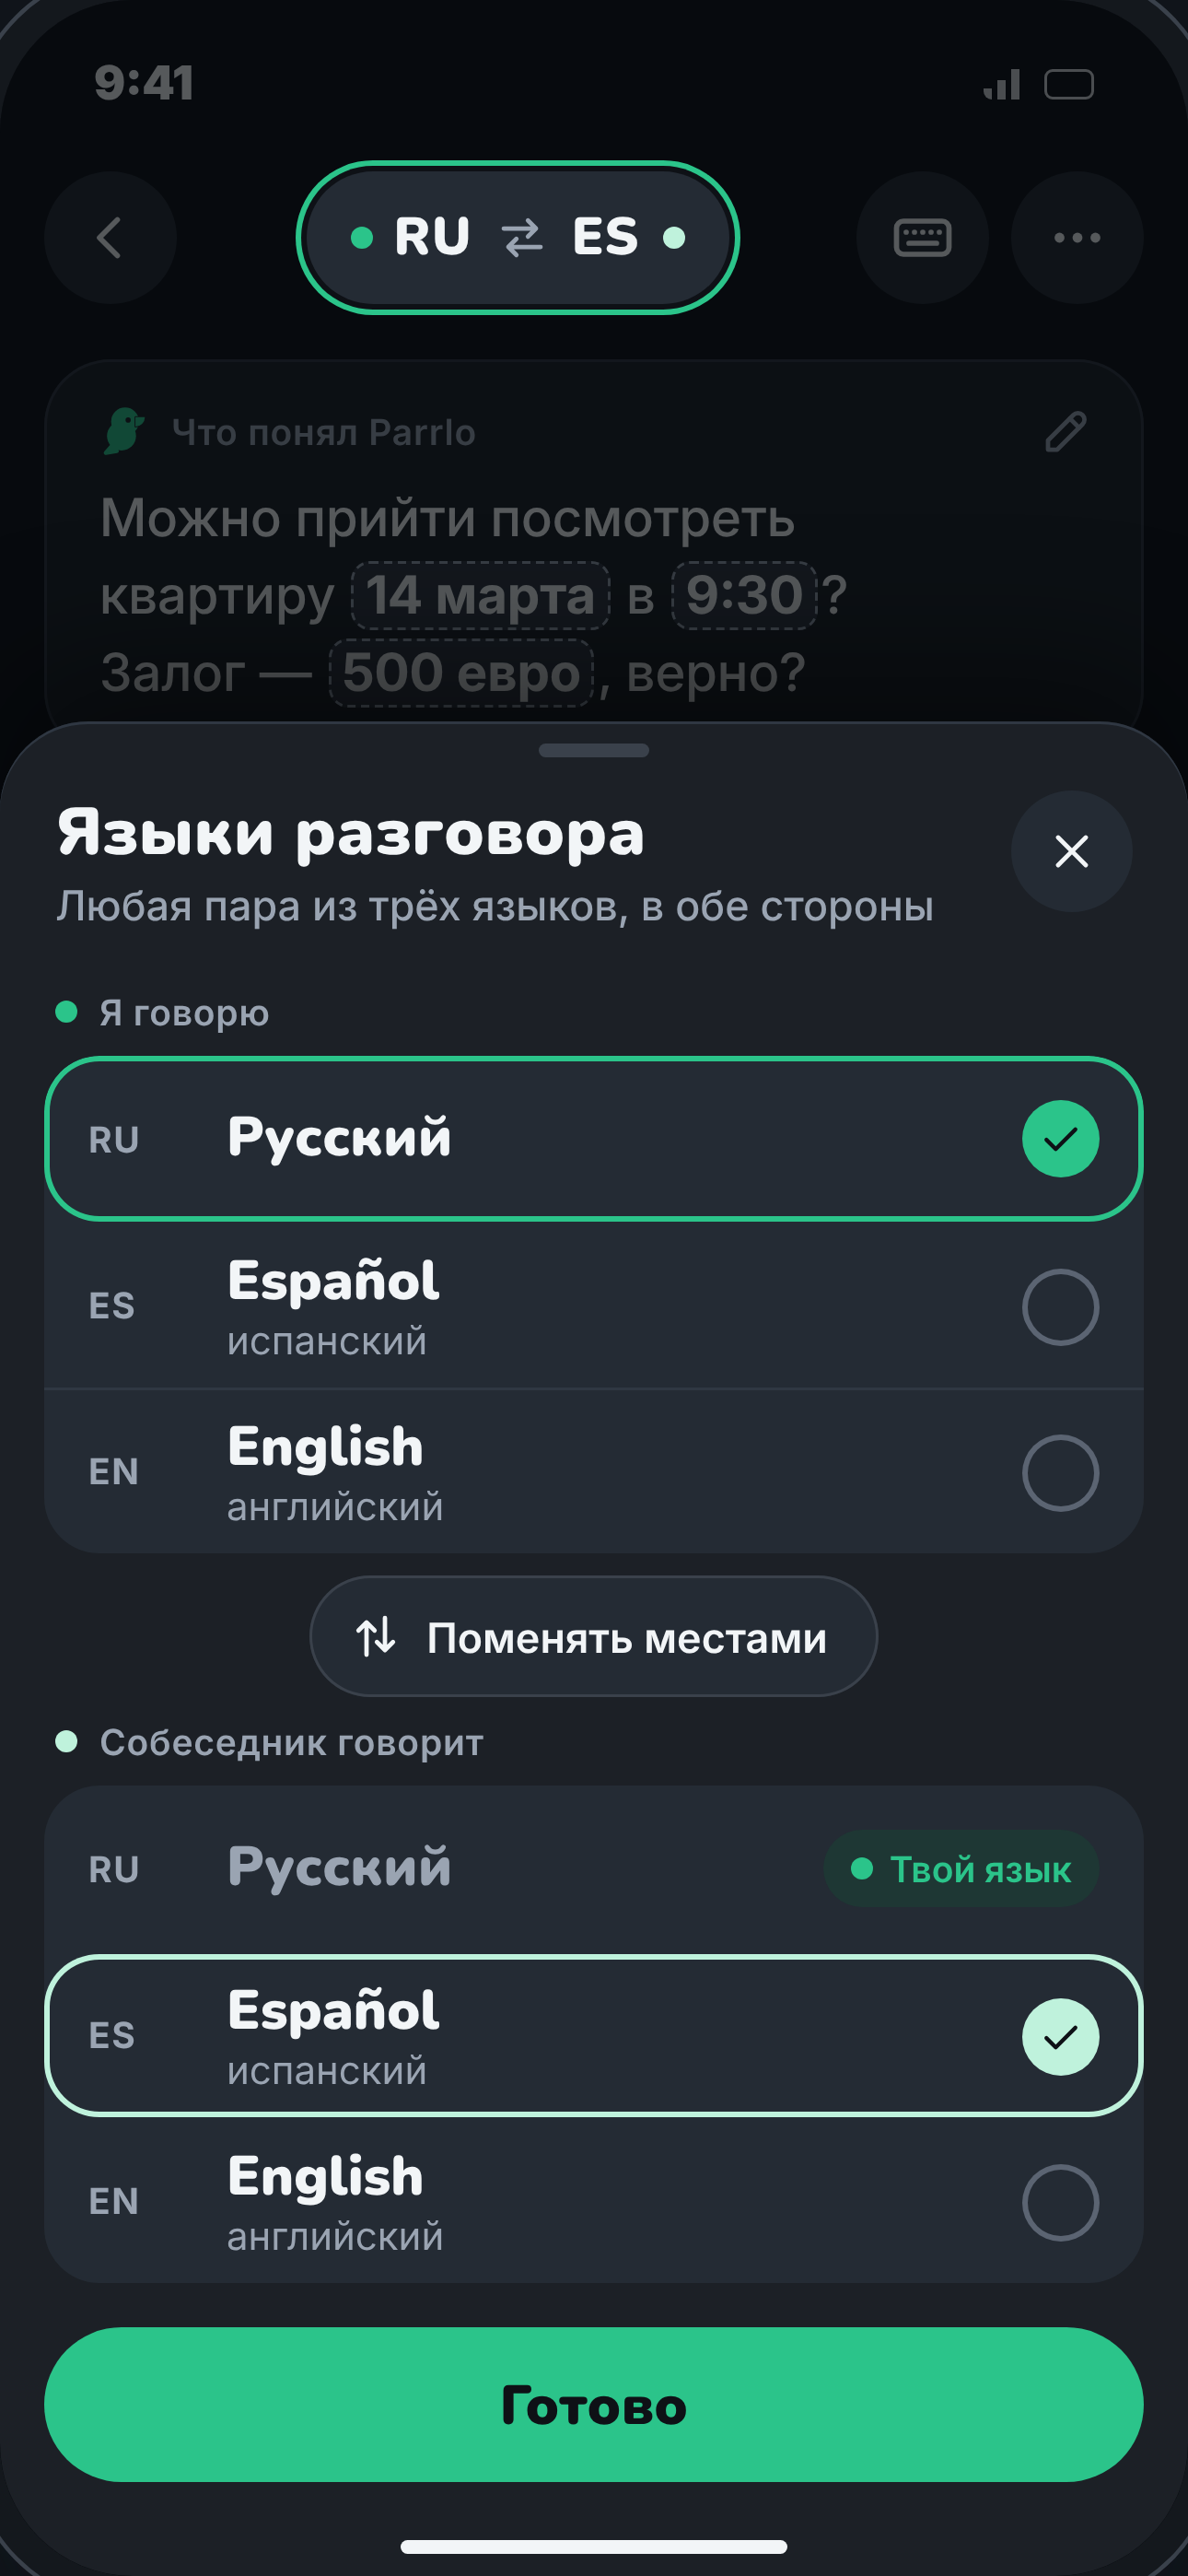 9:41
RU ES
Что понял Parrlo
Можно прийти посмотреть
квартиру 14 марта в 9:30?
Залог — 500 евро, верно?
Языки разговора
Любая пара из трёх языков, в обе стороны
Я говорю
RU Русский
ES Español
испанский
EN English
английский
Поменять местами
Собеседник говорит
RU Русский Твой язык
ES Español
испанский
EN English
английский
Готово